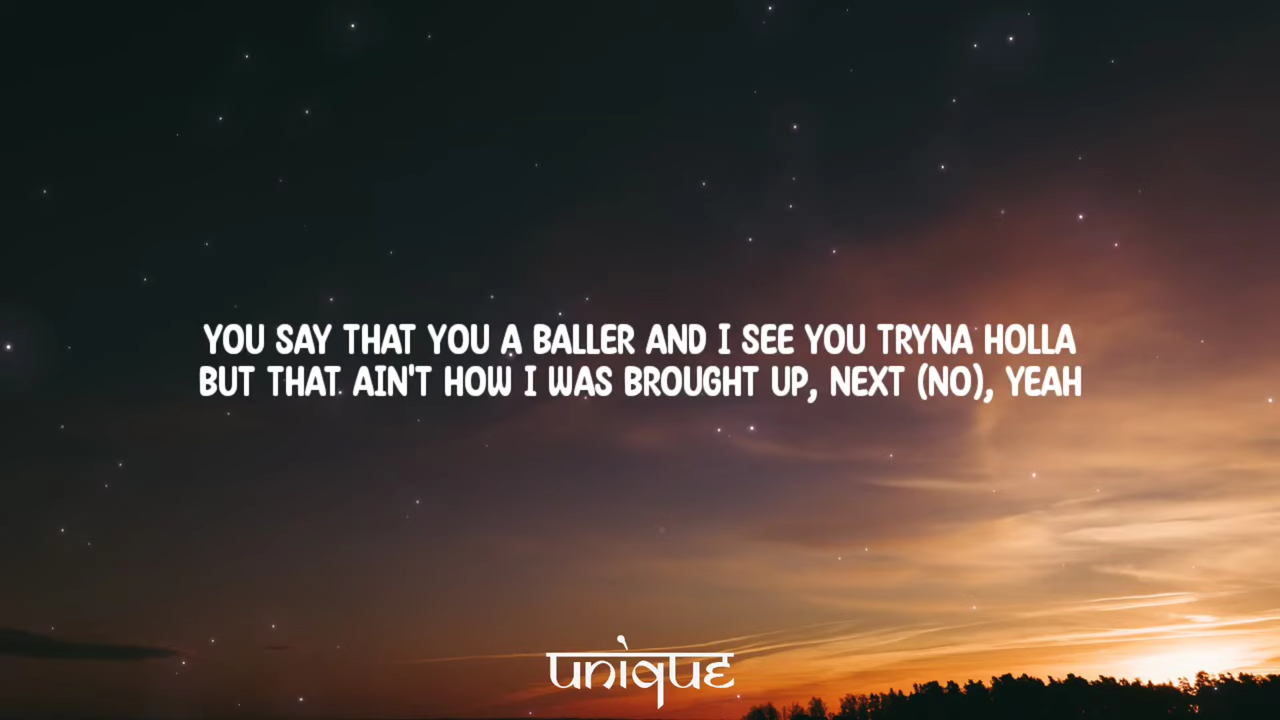 YOU SAY THAT YOU A BALLER AND I SEE YOU TRYNA HOLLA
BUT THAT AIN'T HOW I WAS BROUGHT UP, NEXT (NO), YEAH
unique